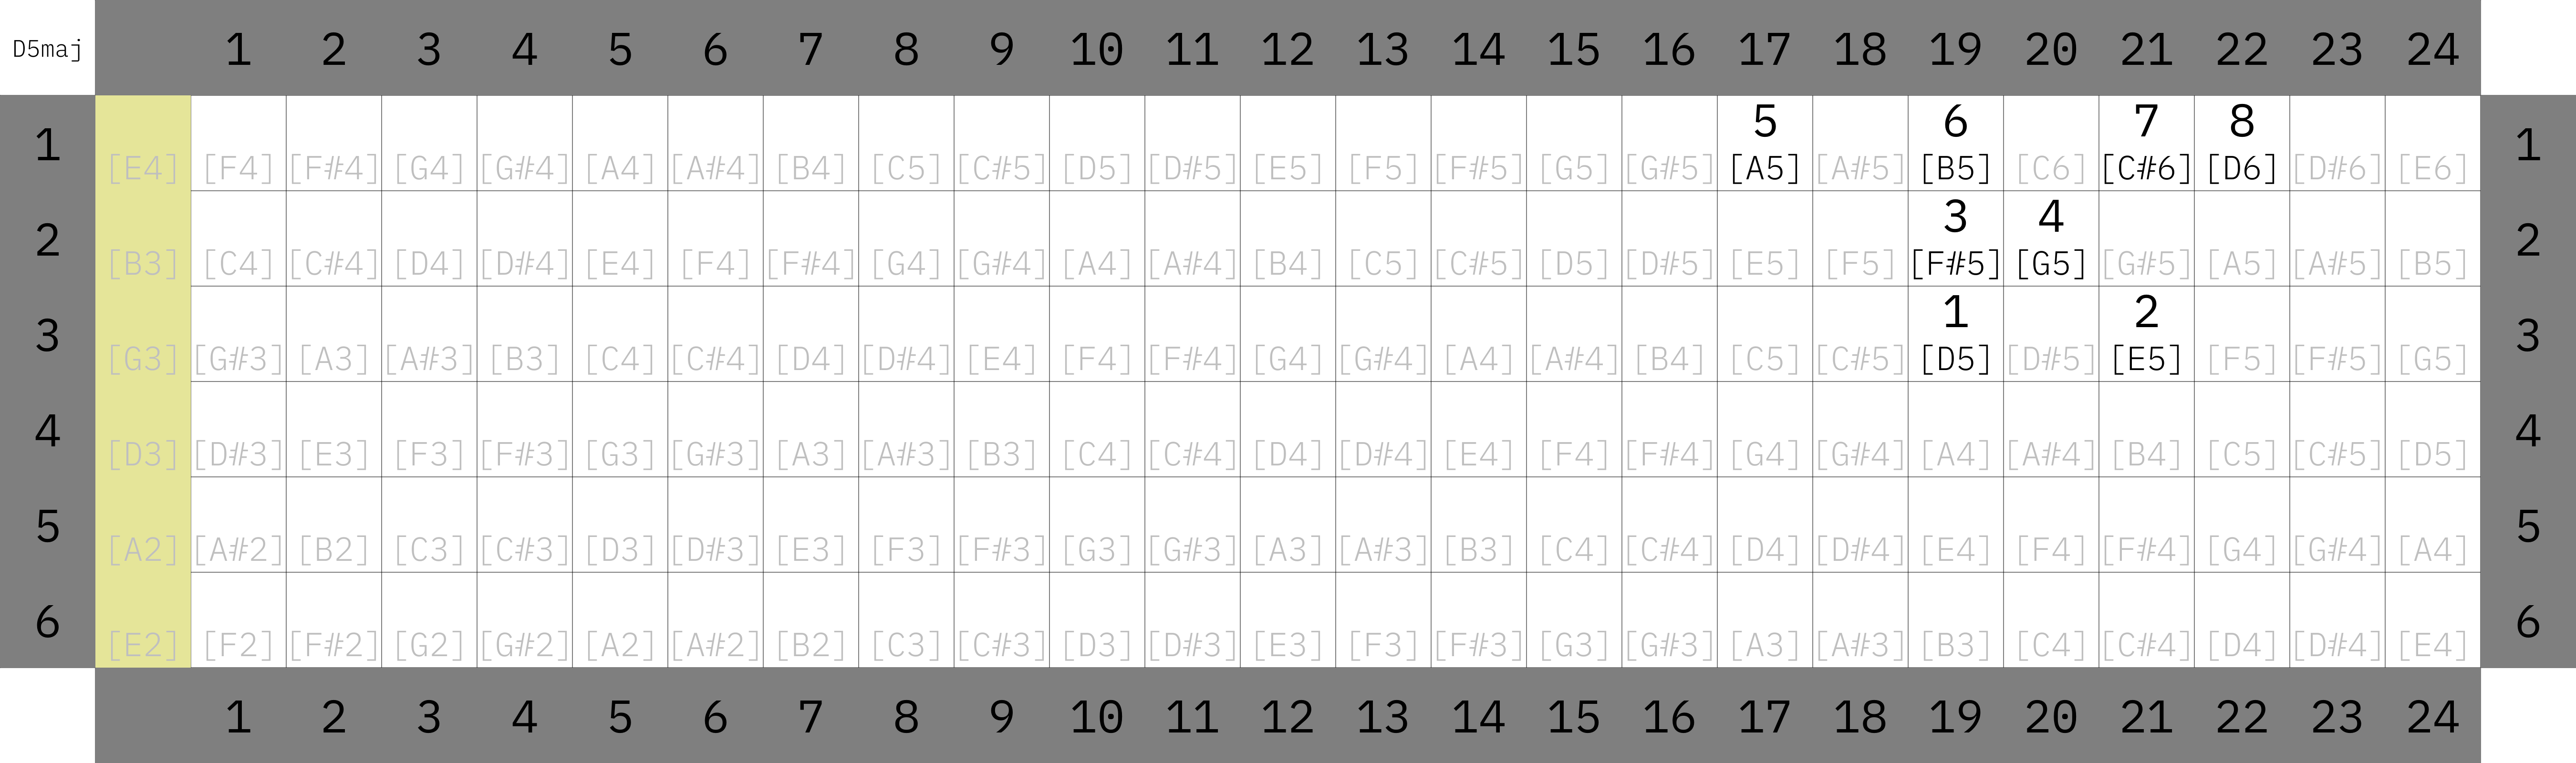 D5maj 1 2 3 4 5 6 7 8 9 10 11 12 13 14 15 16 17 18 19 20 21 22 23 24
5 6 7 8
1 [E4] [F4] [F#4] [G4] [G#4] [A4] [A#4] [B4] [C5] [C#5] [D5] [D#5] [E5] [F5] [F#5] [G5] [G#5] [A5] [A#5] [B5] [C6] [C#6] [D6] [D#6] [E6] 1
3 4
2 [B3] [C4] [C#4] [D4] [D#4] [E4] [F4] [F#4] [G4] [G#4] [A4] [A#4] [B4] [C5] [C#5] [D5] [D#5] [E5] [F5] [F#5] [G5] [G#5] [A5] [A#5] [B5] 2
1 2
3 [G3] [G#3] [A3] [A#3] [B3] [C4] [C#4] [D4] [D#4] [E4] [F4] [F#4] [G4] [G#4] [A4] [A#4] [B4] [C5] [C#5] [D5] [D#5] [E5] [F5] [F#5] [G5] 3
4 [D3] [D#3] [E3] [F3] [F#3] [G3] [G#3] [A3] [A#3] [B3] [C4] [C#4] [D4] [D#4] [E4] [F4] [F#4] [G4] [G#4] [A4] [A#4] [B4] [C5] [C#5] [D5] 4
5 [A2] [A#2] [B2] [C3] [C#3] [D3] [D#3] [E3] [F3] [F#3] [G3] [G#3] [A3] [A#3] [B3] [C4] [C#4] [D4] [D#4] [E4] [F4] [F#4] [G4] [G#4] [A4] 5
6 [E2] [F2] [F#2] [G2] [G#2] [A2] [A#2] [B2] [C3] [C#3] [D3] [D#3] [E3] [F3] [F#3] [G3] [G#3] [A3] [A#3] [B3] [C4] [C#4] [D4] [D#4] [E4] 6
1 2 3 4 5 6 7 8 9 10 11 12 13 14 15 16 17 18 19 20 21 22 23 24